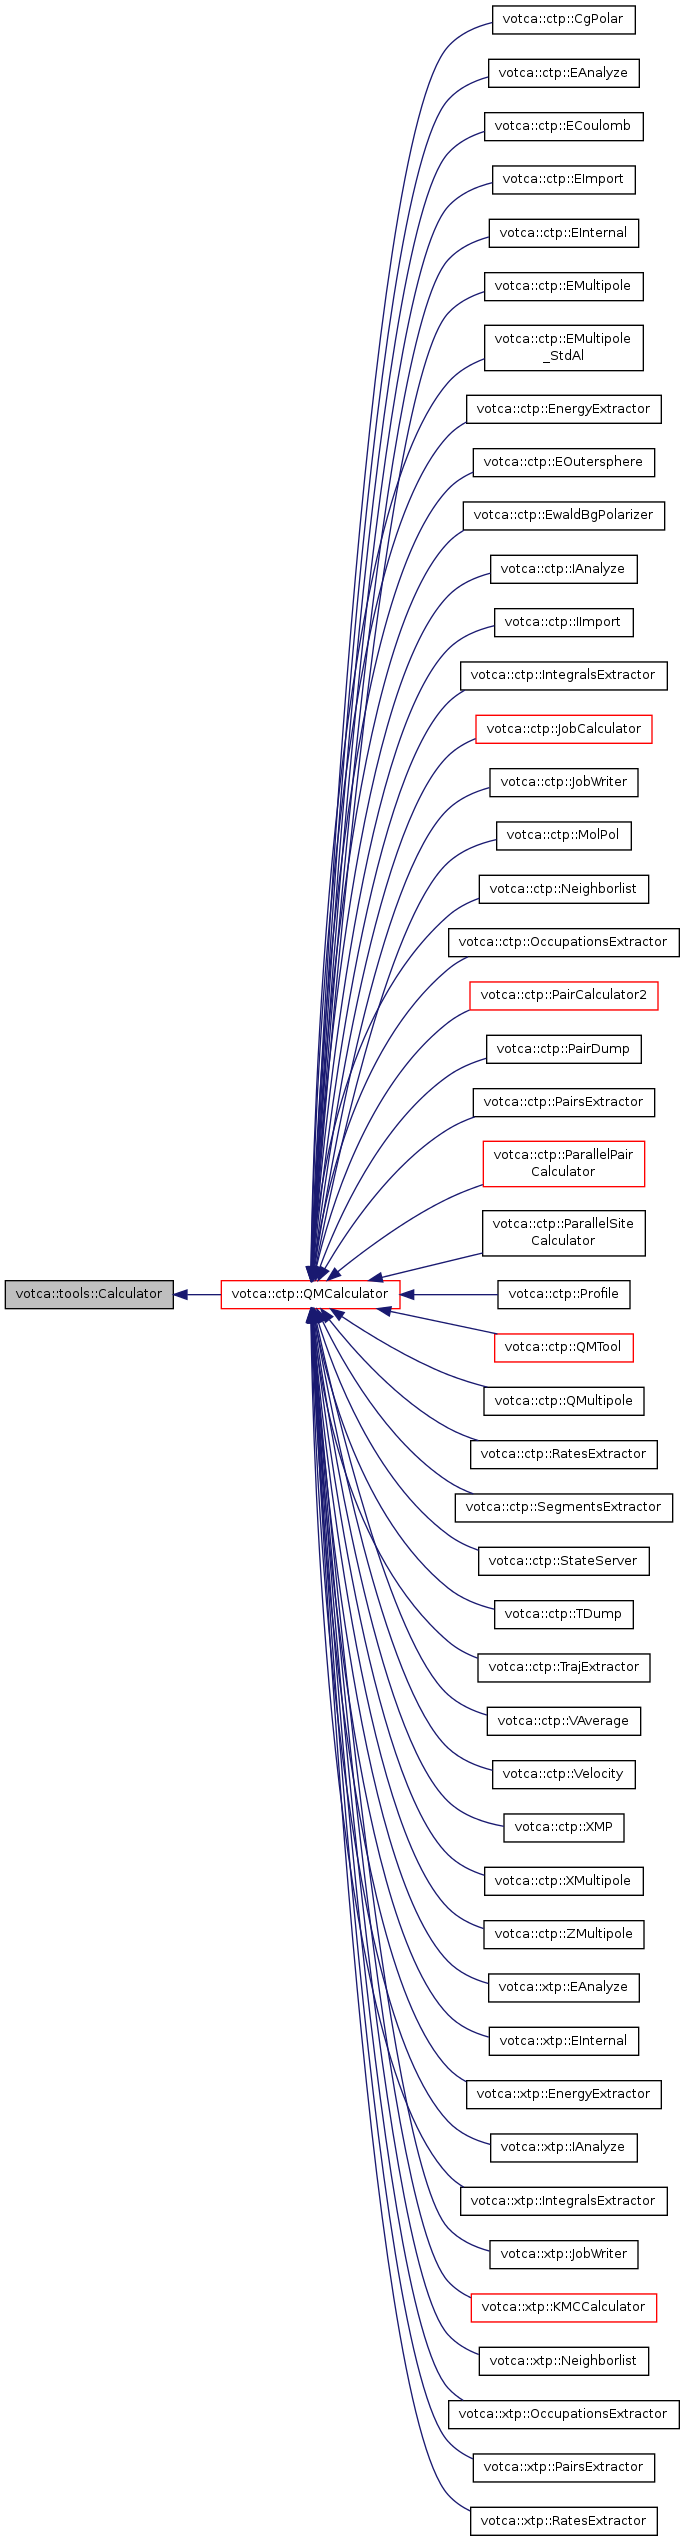 votca::ctp::CgPolar
votca::ctp::EAnalyze
votca::ctp::ECoulomb
votca::ctp::EImport
votca::ctp::EInternal
votca::ctp::EMultipole
votca::ctp::EMultipole
_StdAl
votca::ctp::EnergyExtractor
votca::ctp::EOutersphere
votca::ctp::EwaldBgPolarizer
votca::ctp::IAnalyze
votca::ctp::IImport
votca::ctp::IntegralsExtractor
votca::ctp::JobCalculator
votca::ctp::JobWriter
votca::ctp::MolPol
votca::ctp::Neighborlist
votca::ctp::OccupationsExtractor
votca::ctp::PairCalculator2
votca::ctp::PairDump
votca::ctp::PairsExtractor
votca::ctp::ParallelPair
Calculator
votca::ctp::ParallelSite
Calculator
votca::tools::Calculator
votca::ctp::QMCalculator
votca::ctp::Profile
votca::ctp::QMTool
votca::ctp::QMultipole
votca::ctp::RatesExtractor
votca::ctp::SegmentsExtractor
votca::ctp::StateServer
votca::ctp::TDump
votca::ctp::TrajExtractor
votca::ctp::VAverage
votca::ctp::Velocity
votca::ctp::XMP
votca::ctp::XMultipole
votca::ctp::ZMultipole
votca::xtp::EAnalyze
votca::xtp::EInternal
votca::xtp::EnergyExtractor
votca::xtp::IAnalyze
votca::xtp::IntegralsExtractor
votca::xtp::JobWriter
votca::xtp::KMCCalculator
votca::xtp::Neighborlist
votca::xtp::OccupationsExtractor
votca::xtp::PairsExtractor
votca::xtp::RatesExtractor